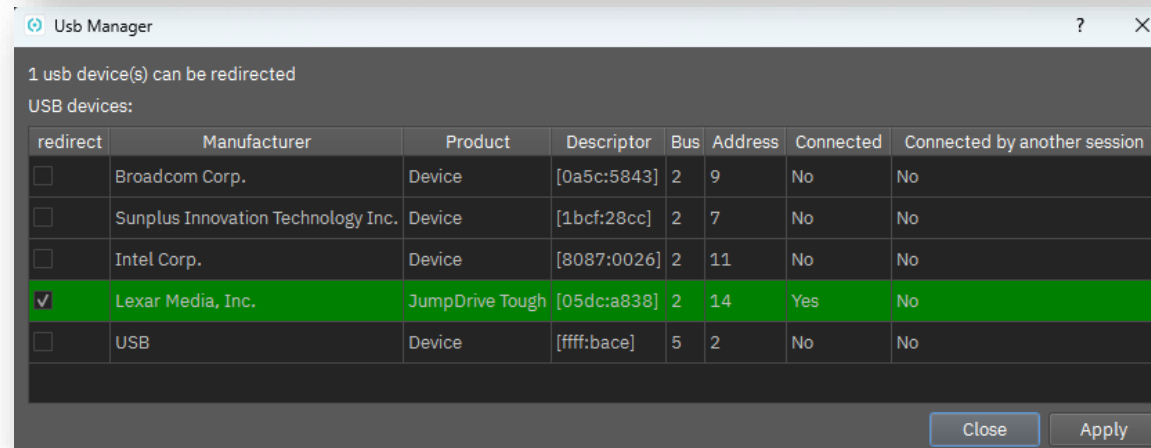 Usb Manager ?
1 usb device(s) can be redirected
USB devices:
redirect Manufacturer Product Descriptor Bus Address Connected Connected by another session
Broadcom Corp. Device [0a5c:5843] 2 9 No No
Sunplus Innovation Technology Inc. Device [1bcf:28cc] 2 7 No No
Intel Corp. Device [8087:0026] 2 11 No No
Lexar Media, Inc. JumpDrive Tough [05dc:a838] 2 14 Yes No
USB Device [ffff:bace] 5 2 No No
Close Apply